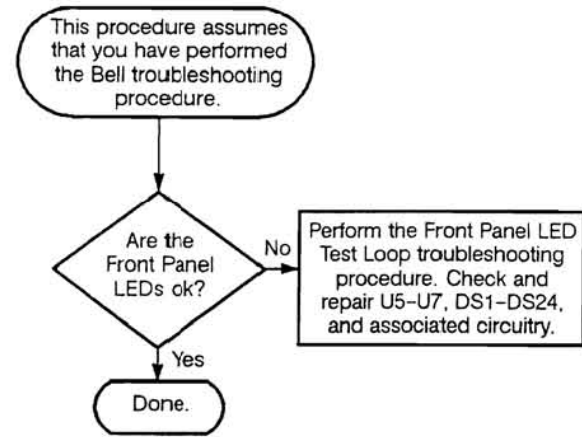 This procedure assumes
that you have performed
the Bell troubleshooting
procedure.
Are the
Front Panel
LEDs ok?
No
Perform the Front Panel LED
Test Loop troubleshooting
procedure. Check and
repair U5-U7, DS1-DS24,
and associated circuitry.
Yes
Done.